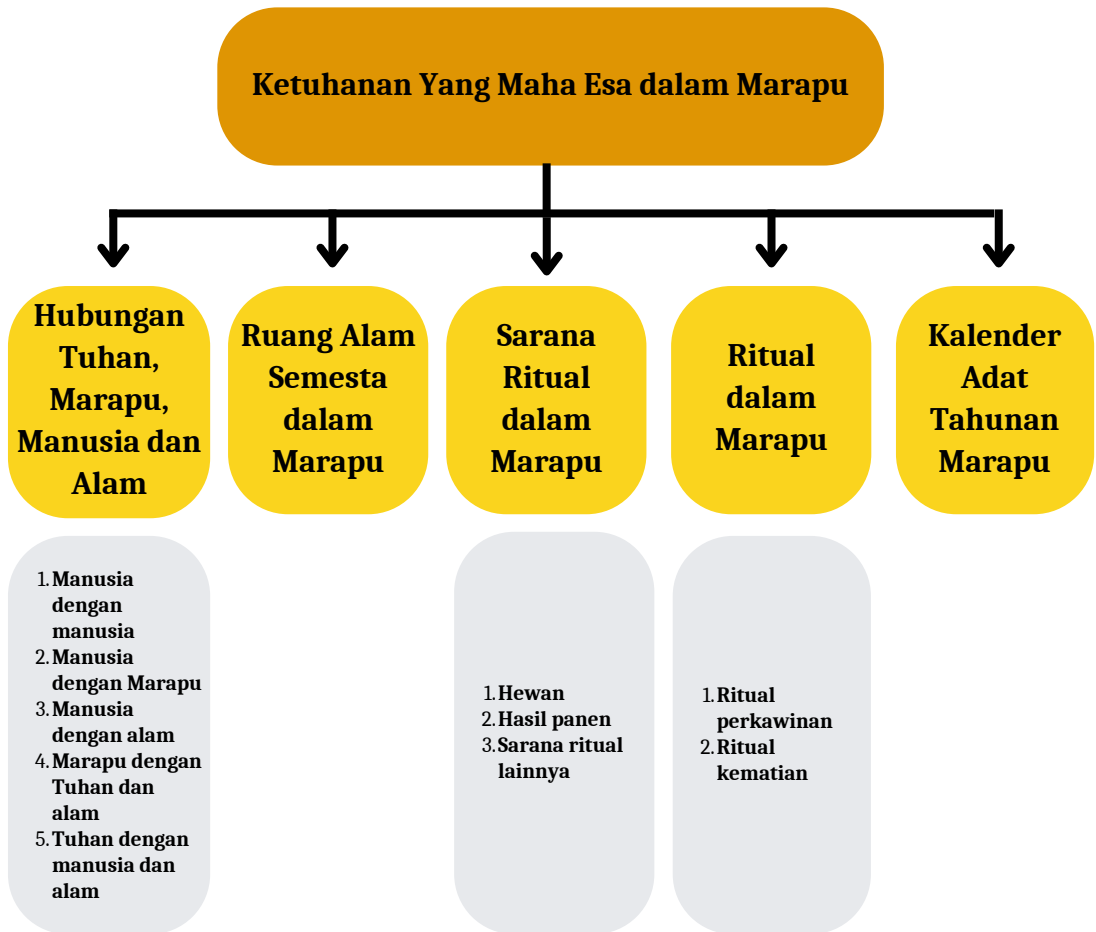 Ketuhanan Yang Maha Esa dalam Marapu
Hubungan
Tuhan,
Marapu,
Manusia dan
Alam
Ruang Alam
Semesta
dalam
Marapu
Sarana
Ritual
dalam
Marapu
Ritual
dalam
Marapu
Kalender
Adat
Tahunan
Marapu
1. Manusia
dengan
manusia
2. Manusia
dengan Marapu
3. Manusia
dengan alam
4. Marapu dengan
Tuhan dan
alam
5. Tuhan dengan
manusia dan
alam
1. Hewan
2. Hasil panen
3. Sarana ritual
lainnya
1. Ritual
perkawinan
2. Ritual
kematian